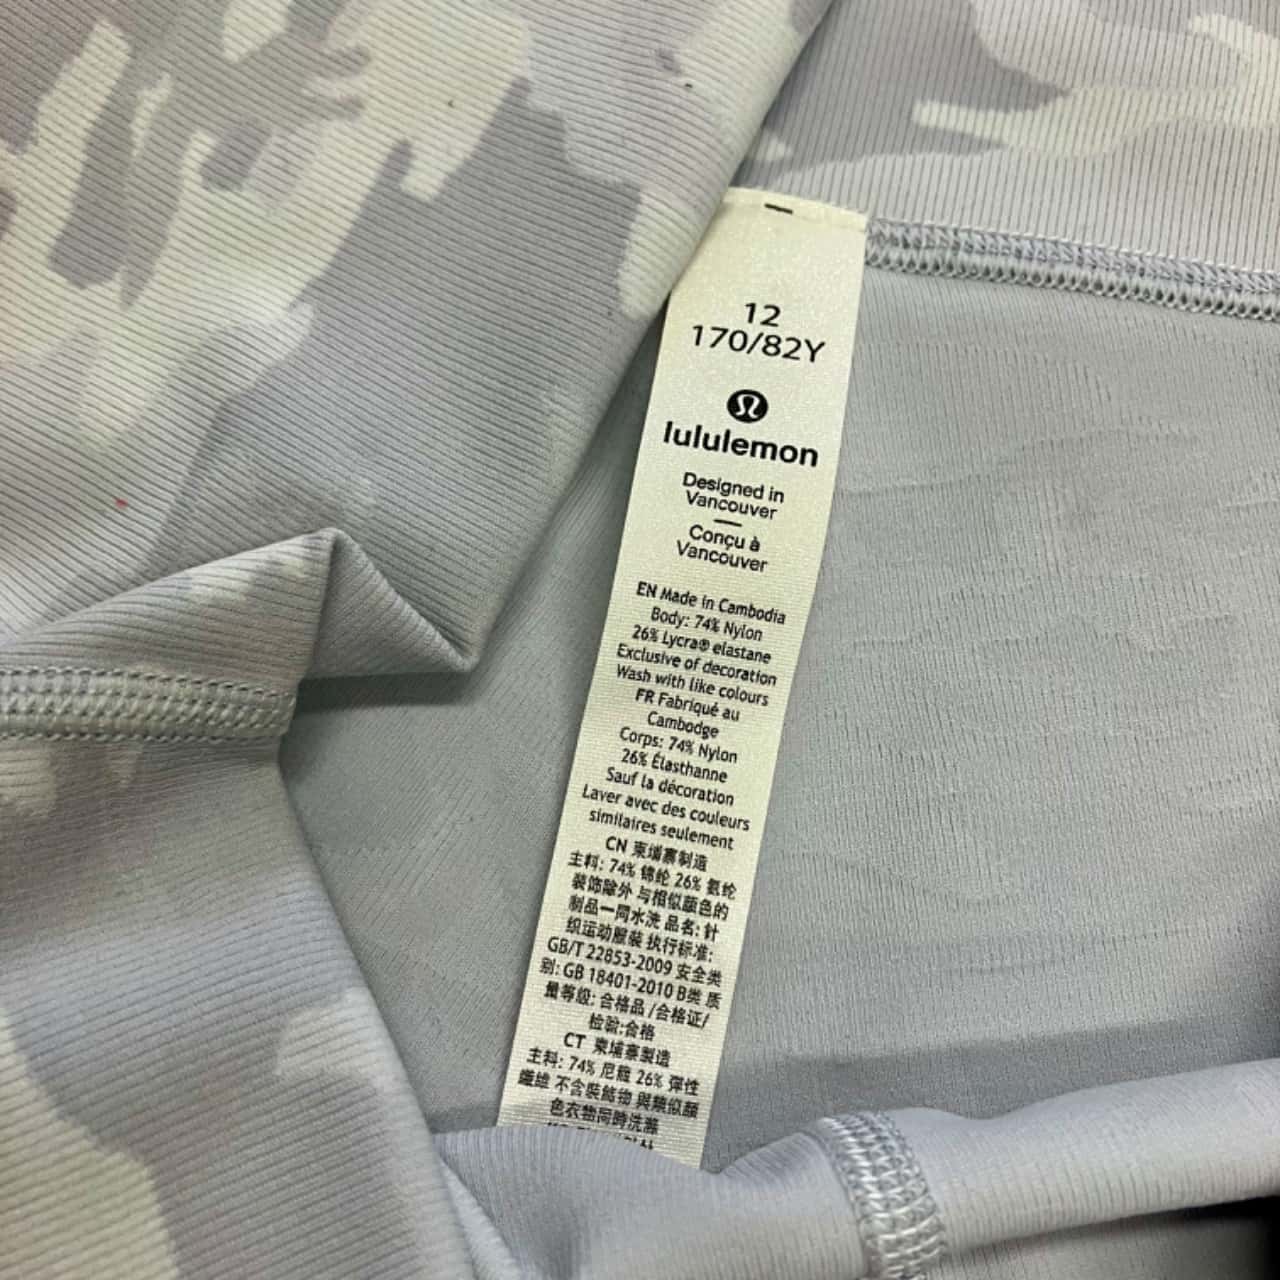 12
170/82Y
lululemon
Designed in
Vancouver
Conçu à
Vancouver
EN Made in Cambodia
Body: 74% Nylon
26% Lycra® elastane
Exclusive of decoration
Wash with like colours
FR Fabriqué au
Cambodge
Corps: 74% Nylon
26% Élasthanne
Sauf la décoration
Laver avec des couleurs
similaires seulement
CN 柬埔寨制造
主料: 74% 锦纶 26% 氨纶
装饰除外 与相似颜色的
制品一同水洗 品名: 针
织运动服装 执行标准:
GB/T 22853-2009 安全类
别: GB 18401-2010 B类 质
量等级: 合格品 /合格证/
检验:合格
CT 柬埔寨製造
主料: 74% 尼龍 26% 彈性
纖維 不含裝飾物 與類似顏
色衣物同時洗滌